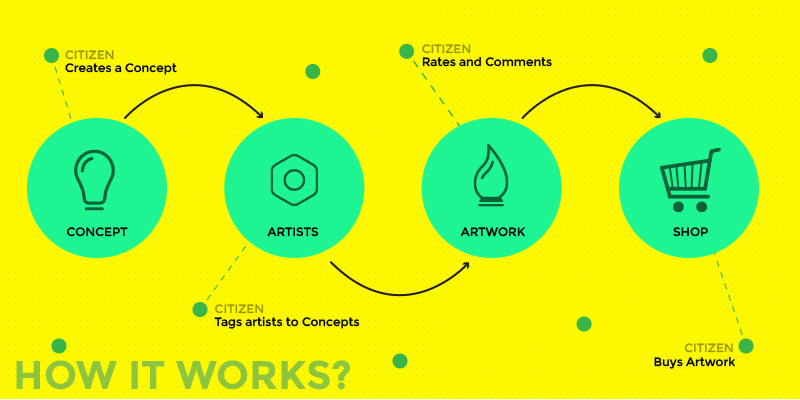 CITIZEN
Creates a Concept
CITIZEN
Rates and Comments
CONCEPT
ARTISTS
ARTWORK
SHOP
CITIZEN
Tags artists to Concepts
CITIZEN
Buys Artwork
HOW IT WORKS?